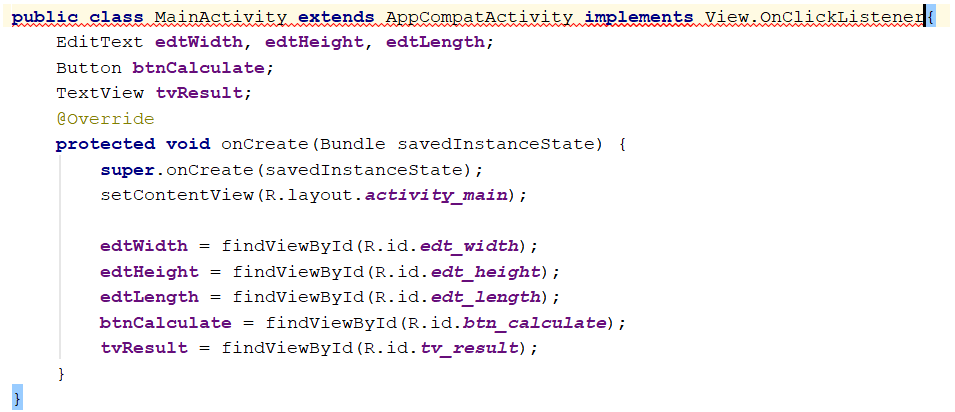 public class MainActivity extends AppCompatActivity implements View.OnClickListener{
    EditText edtWidth, edtHeight, edtLength;
    Button btnCalculate;
    TextView tvResult;
    @Override
    protected void onCreate(Bundle savedInstanceState) {
        super.onCreate(savedInstanceState);
        setContentView(R.layout.activity_main);

        edtWidth = findViewById(R.id.edt_width);
        edtHeight = findViewById(R.id.edt_height);
        edtLength = findViewById(R.id.edt_length);
        btnCalculate = findViewById(R.id.btn_calculate);
        tvResult = findViewById(R.id.tv_result);
    }
}